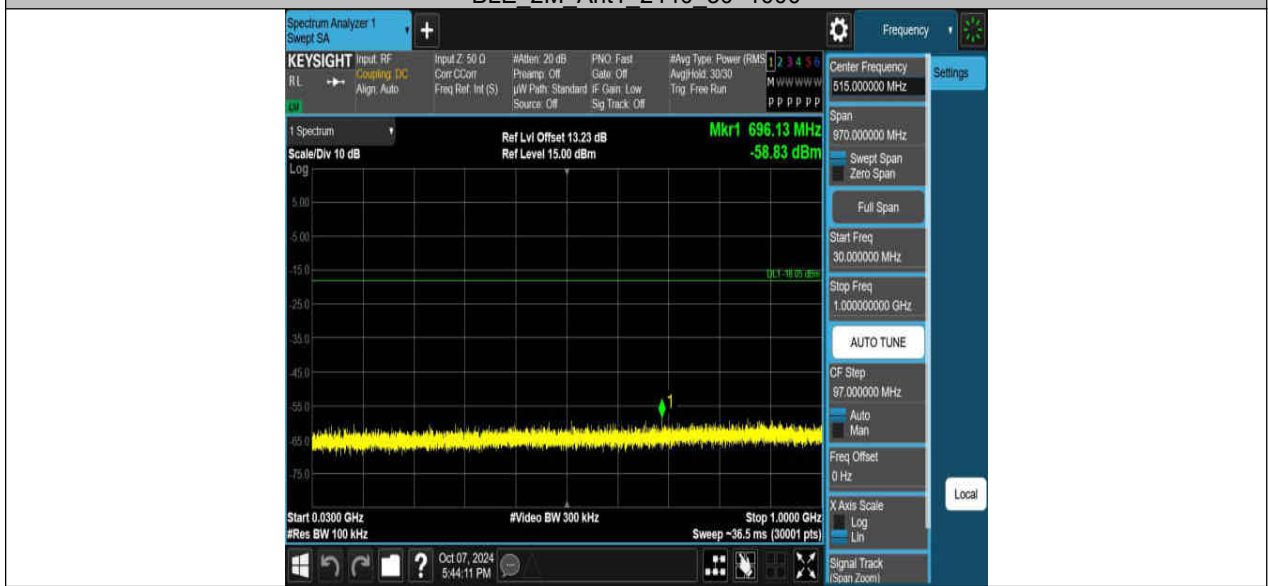 BLE_2M_Ant1_2440_30~1000
Spectrum Analyzer 1
Swept SA
+
Frequency
KEYSIGHT
RL
Input: RF
Coupling: DC
Align: Auto
Input Z: 50 Ω
Corr CCorr
Freq Ref: Int (S)
#Atten: 20 dB
Preamp: Off
µW Path: Standard
Source: Off
PNO: Fast
Gate: Off
IF Gain: Low
Sig Track: Off
#Avg Type: Power (RMS
Avg|Hold: 30/30
Trig: Free Run
1 2 3 4 5 6
M W W W W W
P P P P P P
1 Spectrum
Scale/Div 10 dB
Log
Ref Lvl Offset 13.23 dB
Ref Level 15.00 dBm
Mkr1 696.13 MHz
-58.83 dBm
5.00
-5.00
-15.0
-25.0
-35.0
-45.0
-55.0
-65.0
-75.0
DL1 -18.05 dBm
1
Start 0.0300 GHz
#Res BW 100 kHz
#Video BW 300 kHz
Stop 1.0000 GHz
Sweep ~36.5 ms (30001 pts)
?
Oct 07, 2024
5:44:11 PM
Center Frequency
515.000000 MHz
Span
970.000000 MHz
Swept Span
Zero Span
Full Span
Start Freq
30.000000 MHz
Stop Freq
1.000000000 GHz
AUTO TUNE
CF Step
97.000000 MHz
Auto
Man
Freq Offset
0 Hz
X Axis Scale
Log
Lin
Signal Track
(Span Zoom)
Settings
Local